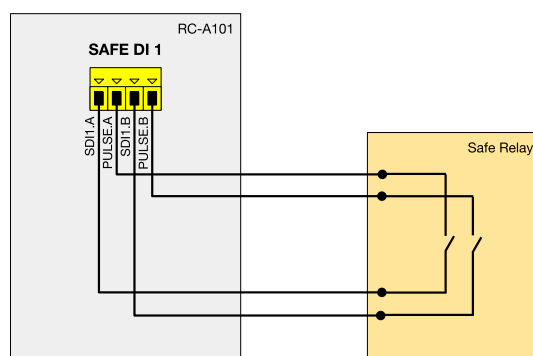 RC-A101
SAFE DI 1
SDI1.A
PULSE.A
SDI1.B
PULSE.B
Safe Relay